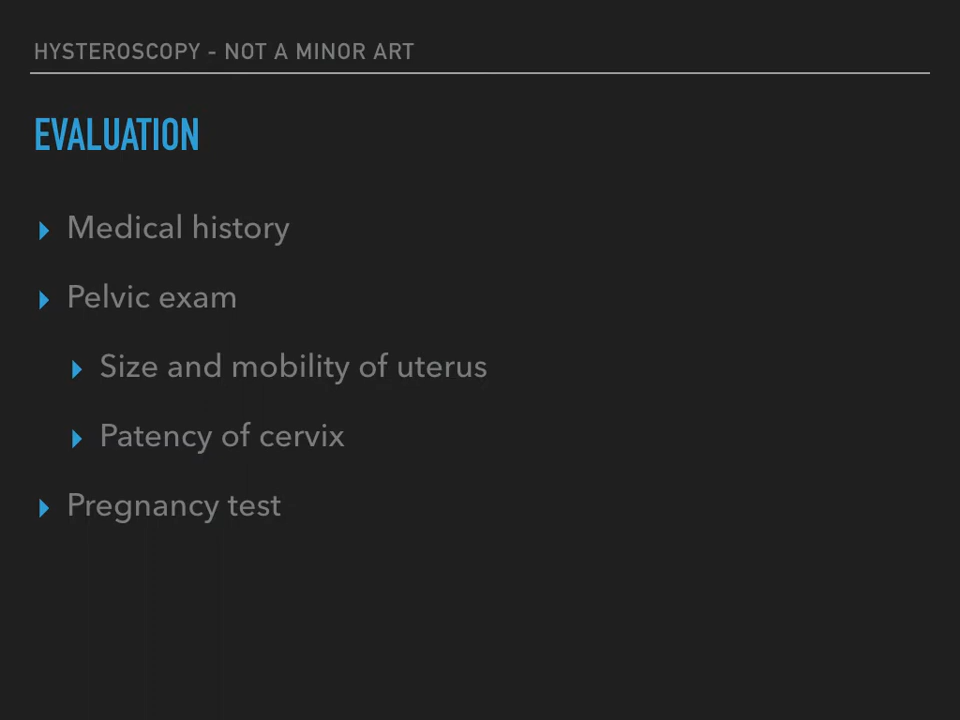 HYSTEROSCOPY - NOT A MINOR ART
EVALUATION
Medical history
Pelvic exam
Size and mobility of uterus
Patency of cervix
Pregnancy test